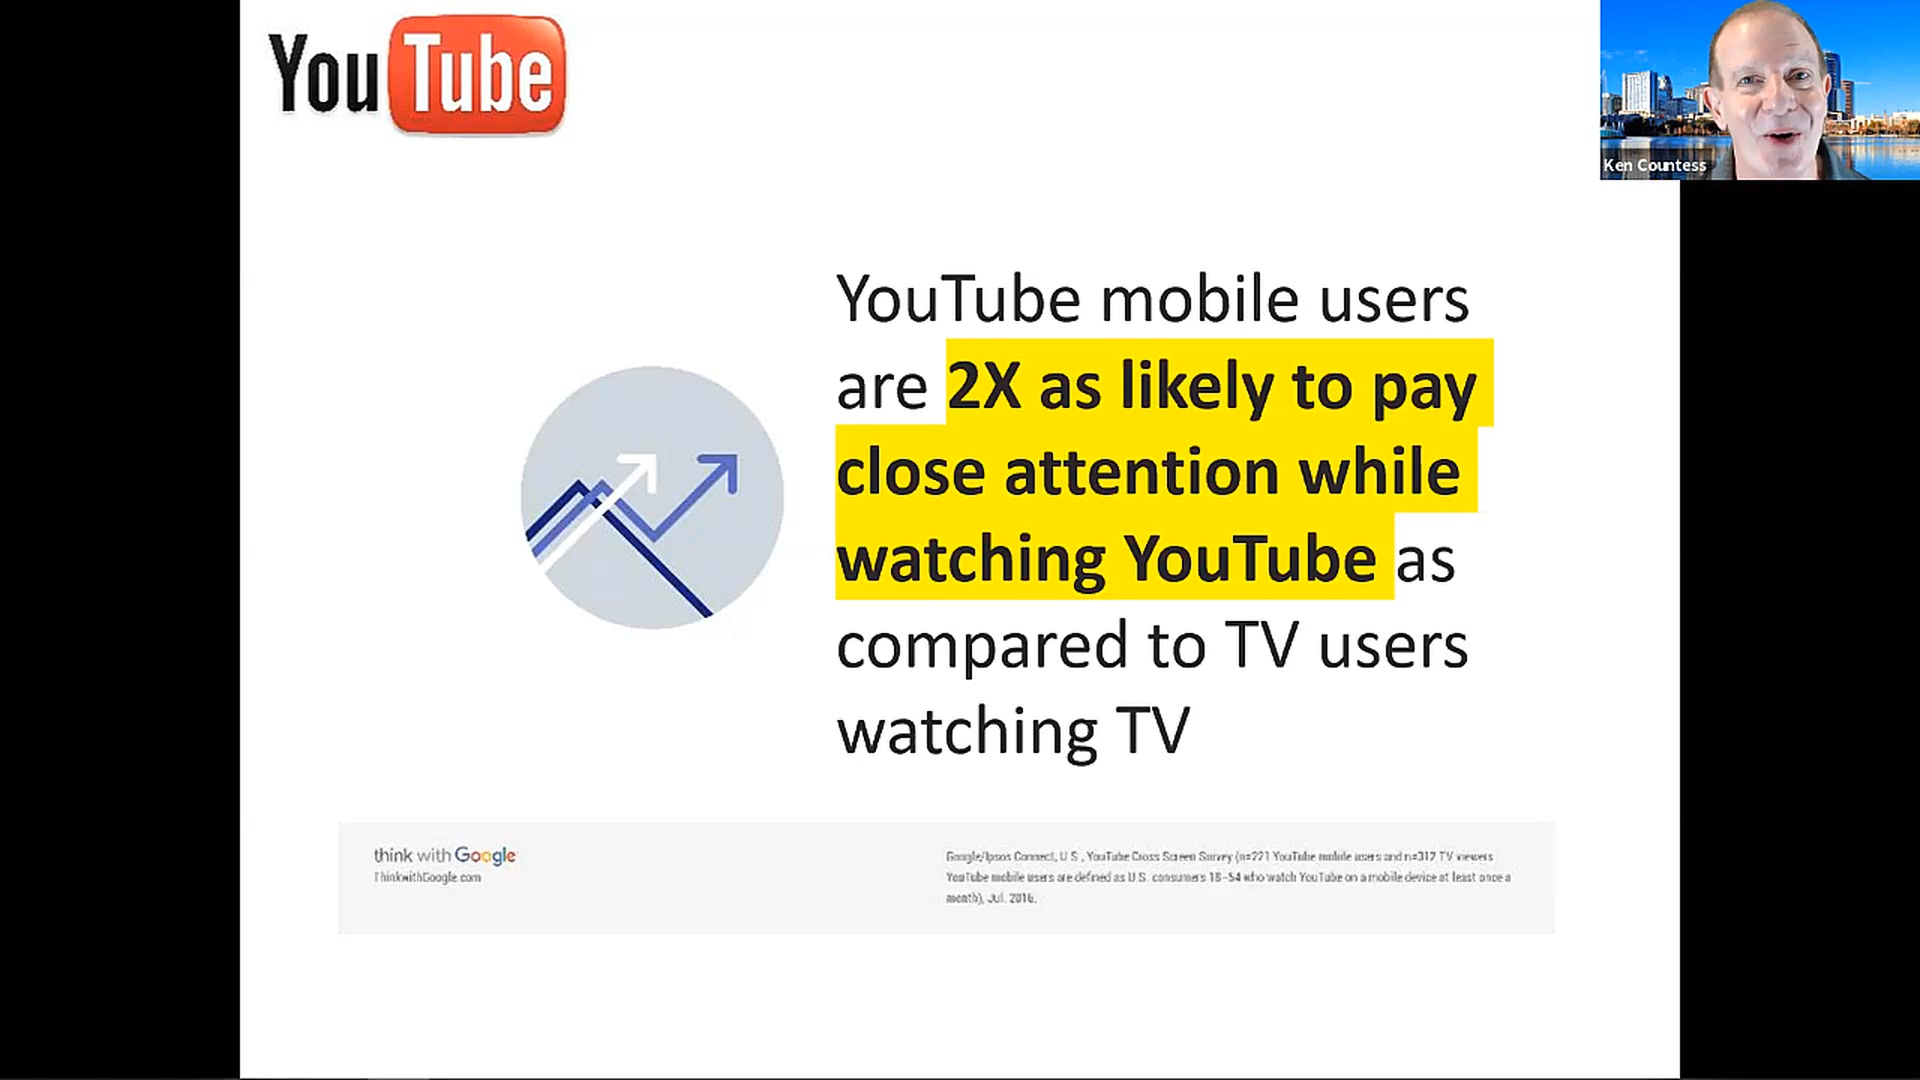 YouTube
Ken Countess
YouTube mobile users
are 2X as likely to pay
close attention while
watching YouTube as
compared to TV users
watching TV
think with Google
ThinkwithGoogle.com
Google/Ipsos Connect, U.S., YouTube Cross Screen Survey (n=221 YouTube mobile users and n=312 TV viewers
YouTube mobile users are defined as U.S. consumers 18–54 who watch YouTube on a mobile device at least once a
month), Jul. 2016.